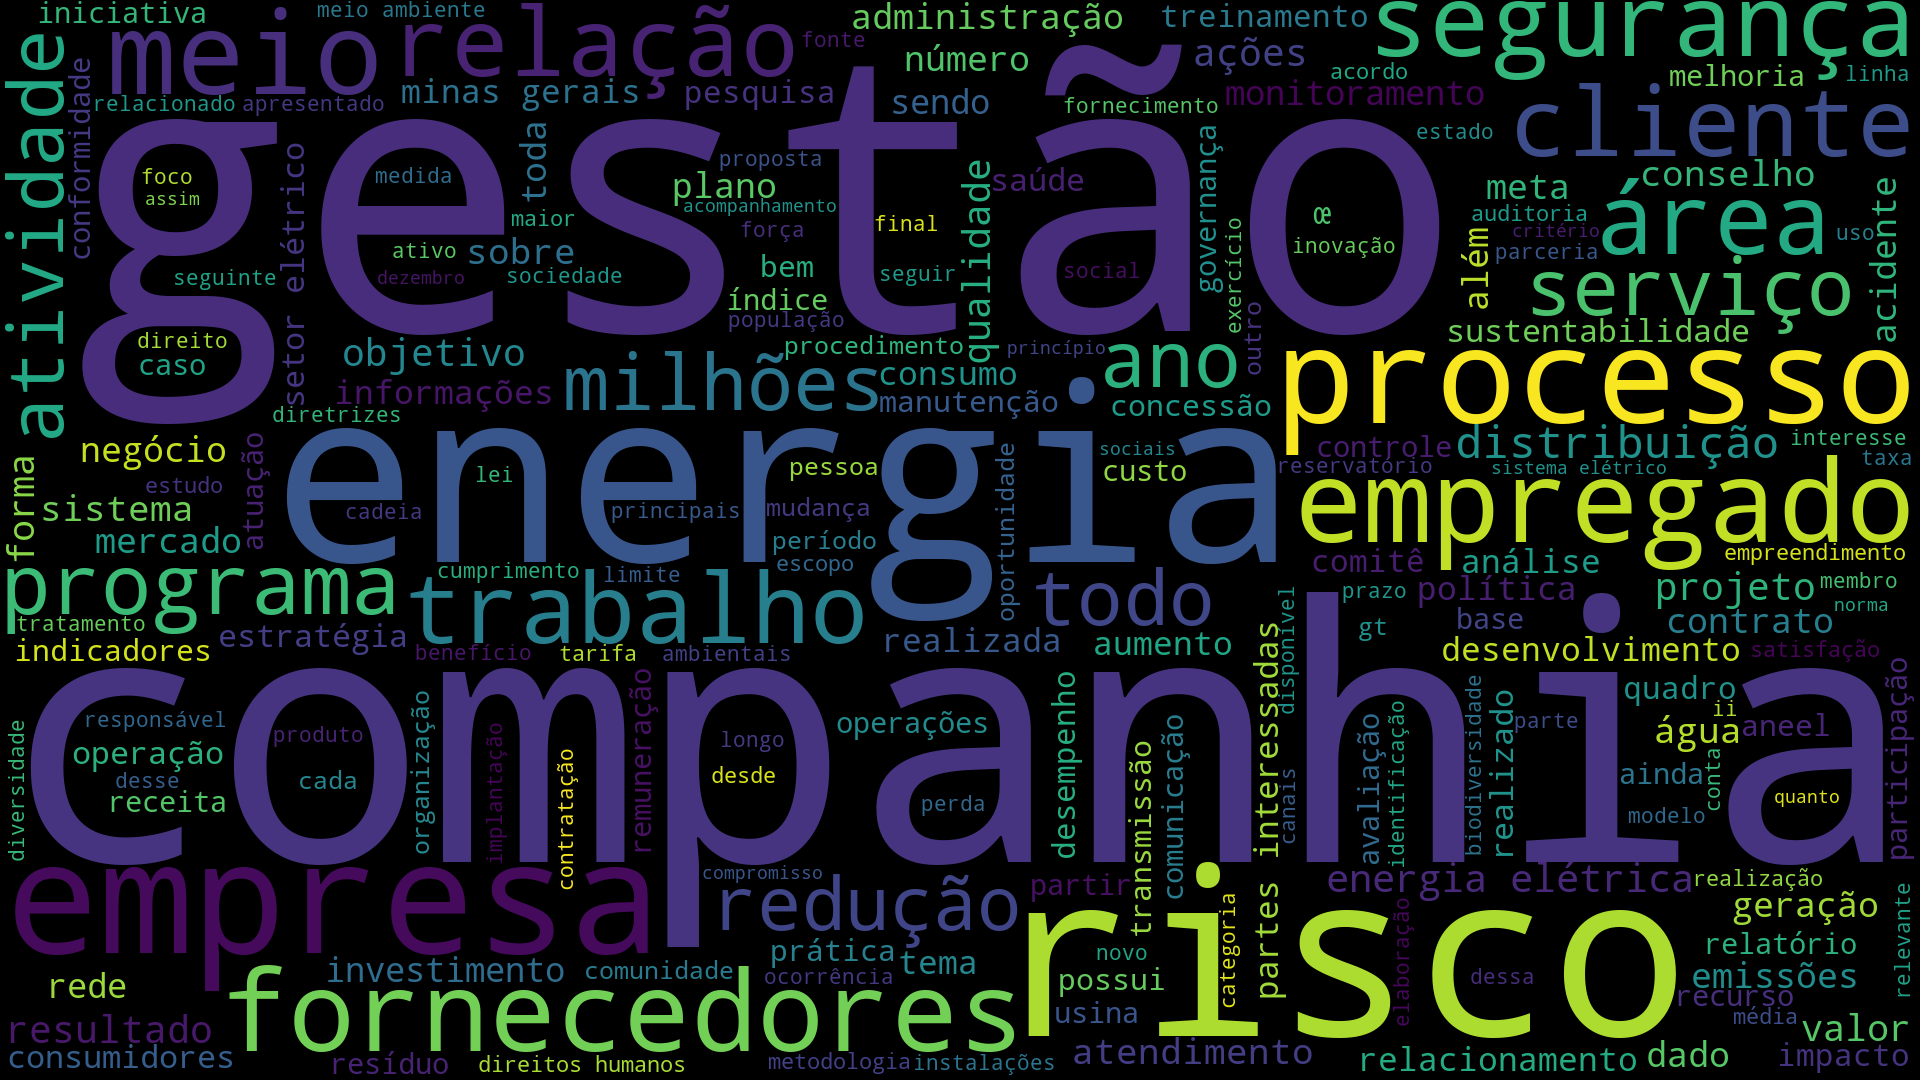 iniciativa
meio ambiente
administração
treinamento
segurança
meio
relação
fonte
número
ações
acordo
melhoria
linha
atividade
conformidade
relacionado
apresentado
minas gerais
pesquisa
sendo
fornecimento
monitoramento
cliente
estado
gestão
foco
assim
setor elétrico
medida
toda
proposta
plano
acompanhamento
saúde
governança
meta
conselho
maior
força
final
qualidade
œ
auditoria
área
uso
acidente
ativo
sobre
inovação
além
critério
parceria
seguinte
dezembro
sociedade
bem
seguir
social
exercício
serviço
índice
população
outro
direito
caso
objetivo
procedimento
princípio
sustentabilidade
informações
milhões
consumo
ano
processo
diretrizes
manutenção
concessão
negócio
atuação
energia
lei
pessoa
oportunidade
sociais
custo
controle
distribuição
interesse
reservatório
sistema elétrico
taxa
estudo
forma
sistema
cadeia
principais
mudança
empregado
mercado
período
escopo
comitê
análise
empreendimento
programa
cumprimento
limite
trabalho
todo
prazo
política
projeto
membro
norma
tratamento
estratégia
realizada
aumento
gt
base
contrato
indicadores
benefício
tarifa
ambientais
disponível
partes interessadas
desenvolvimento
satisfação
companhia
remuneração
organização
desempenho
quadro
ii
participação
responsável
produto
operações
parte
água
aneel
diversidade
operação
implantação
contratação
longo
transmissão
comunicação
avaliação
identificação
biodiversidade
realizado
desse
cada
desde
canais
ainda
conta
receita
perda
modelo
quanto
empresa
compromisso
redução
partir
energia elétrica
realização
risco
categoria
elaboração
geração
relevante
prática
tema
novo
relatório
rede
investimento
comunidade
ocorrência
possui
dessa
emissões
fornecedores
recurso
resultado
usina
média
valor
consumidores
resíduo
direitos humanos
metodologia
instalações
atendimento
relacionamento
dado
impacto